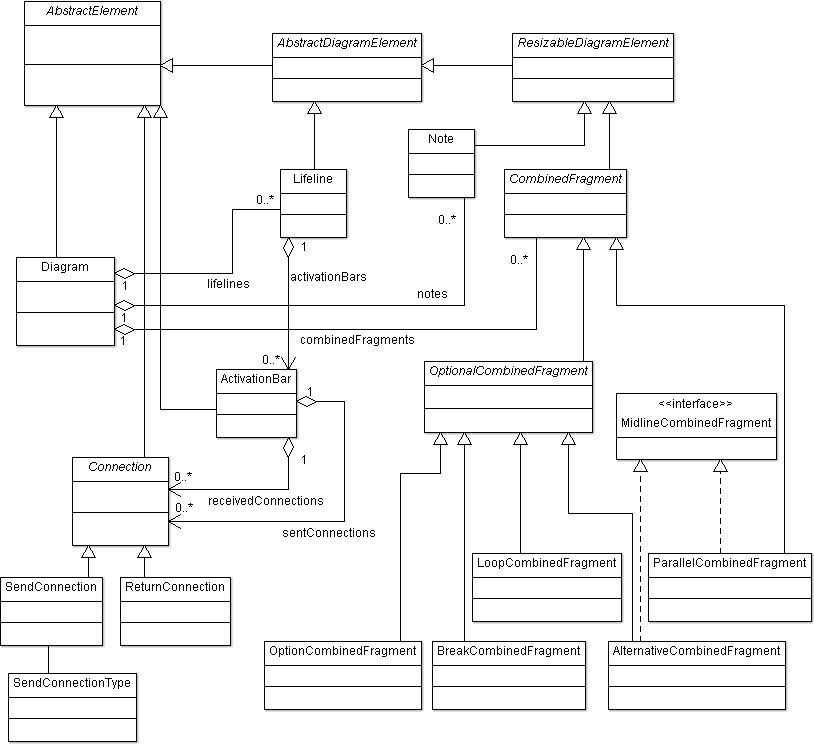 AbstractElement
AbstractDiagramElement
ResizableDiagramElement
Note
Lifeline
CombinedFragment
0..*
1
0..*
activationBars
0..*
Diagram
1
lifelines
notes
1
combinedFragments
1
0..*
ActivationBar
1
OptionalCombinedFragment
<<interface>>
MidlineCombinedFragment
1
Connection
0..*
receivedConnections
0..*
sentConnections
LoopCombinedFragment
ParallelCombinedFragment
SendConnection
ReturnConnection
OptionCombinedFragment
BreakCombinedFragment
AlternativeCombinedFragment
SendConnectionType